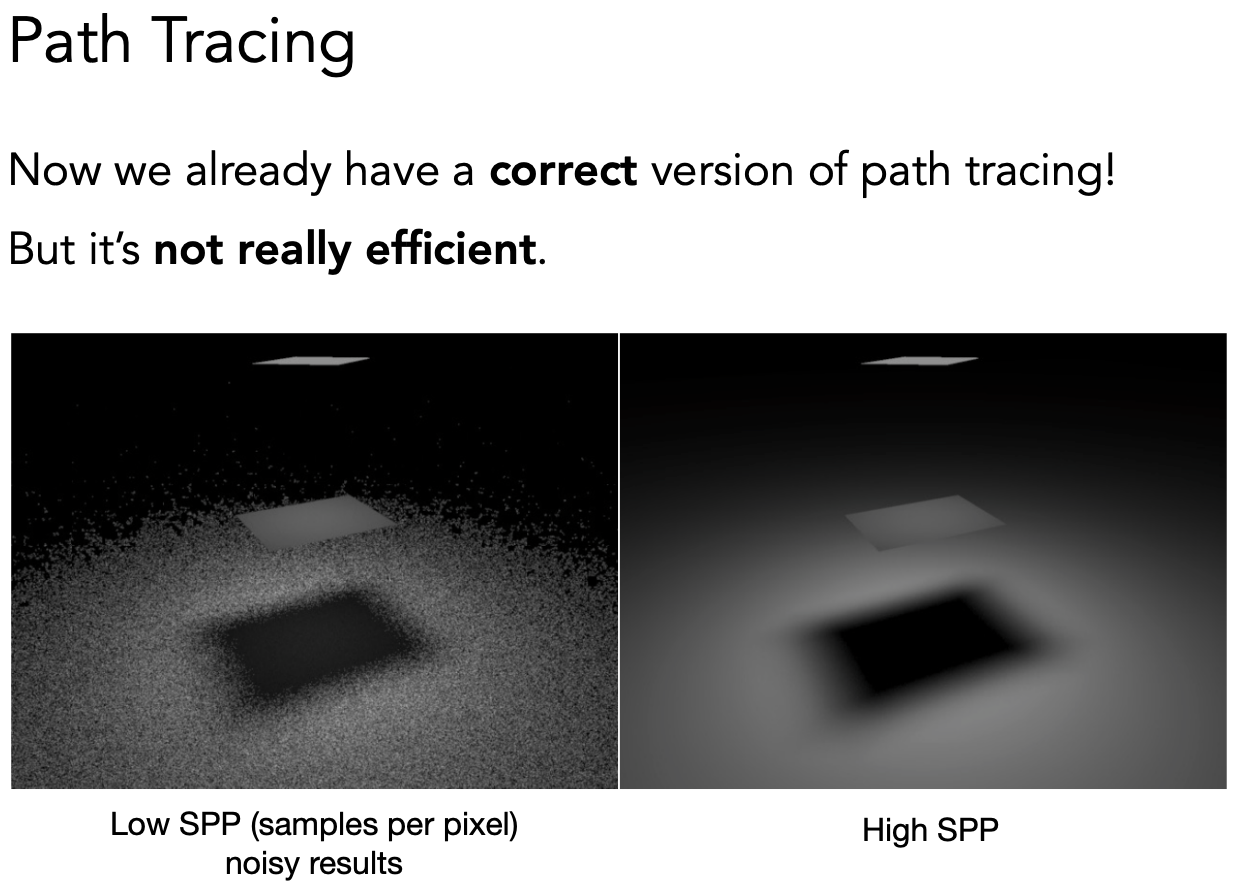 Path Tracing
Now we already have a correct version of path tracing!
But it’s not really efficient.
Low SPP (samples per pixel)
noisy results
High SPP